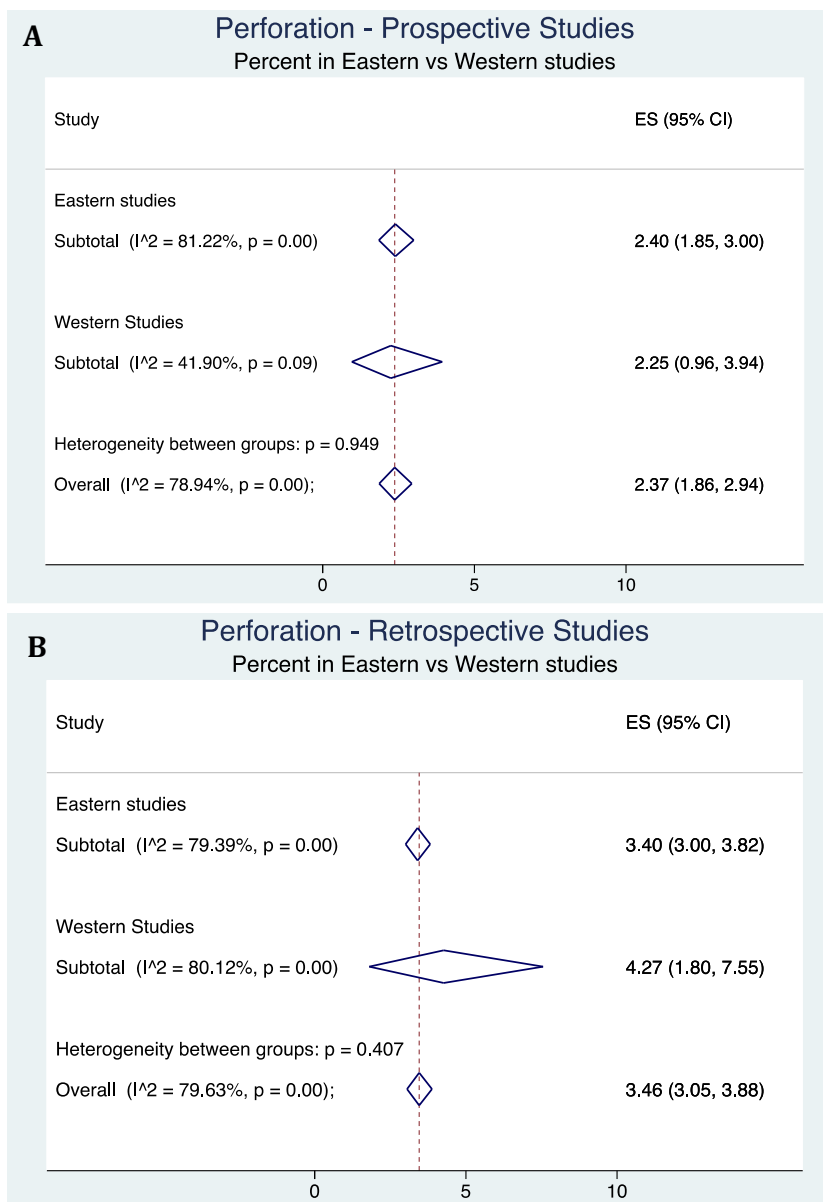 A
Perforation - Prospective Studies
Percent in Eastern vs Western studies
Study ES (95% CI)
Eastern studies
Subtotal (I^2 = 81.22%, p = 0.00) 2.40 (1.85, 3.00)
Western Studies
Subtotal (I^2 = 41.90%, p = 0.09) 2.25 (0.96, 3.94)
Heterogeneity between groups: p = 0.949
Overall (I^2 = 78.94%, p = 0.00); 2.37 (1.86, 2.94)
0 5 10
B
Perforation - Retrospective Studies
Percent in Eastern vs Western studies
Study ES (95% CI)
Eastern studies
Subtotal (I^2 = 79.39%, p = 0.00) 3.40 (3.00, 3.82)
Western Studies
Subtotal (I^2 = 80.12%, p = 0.00) 4.27 (1.80, 7.55)
Heterogeneity between groups: p = 0.407
Overall (I^2 = 79.63%, p = 0.00); 3.46 (3.05, 3.88)
0 5 10